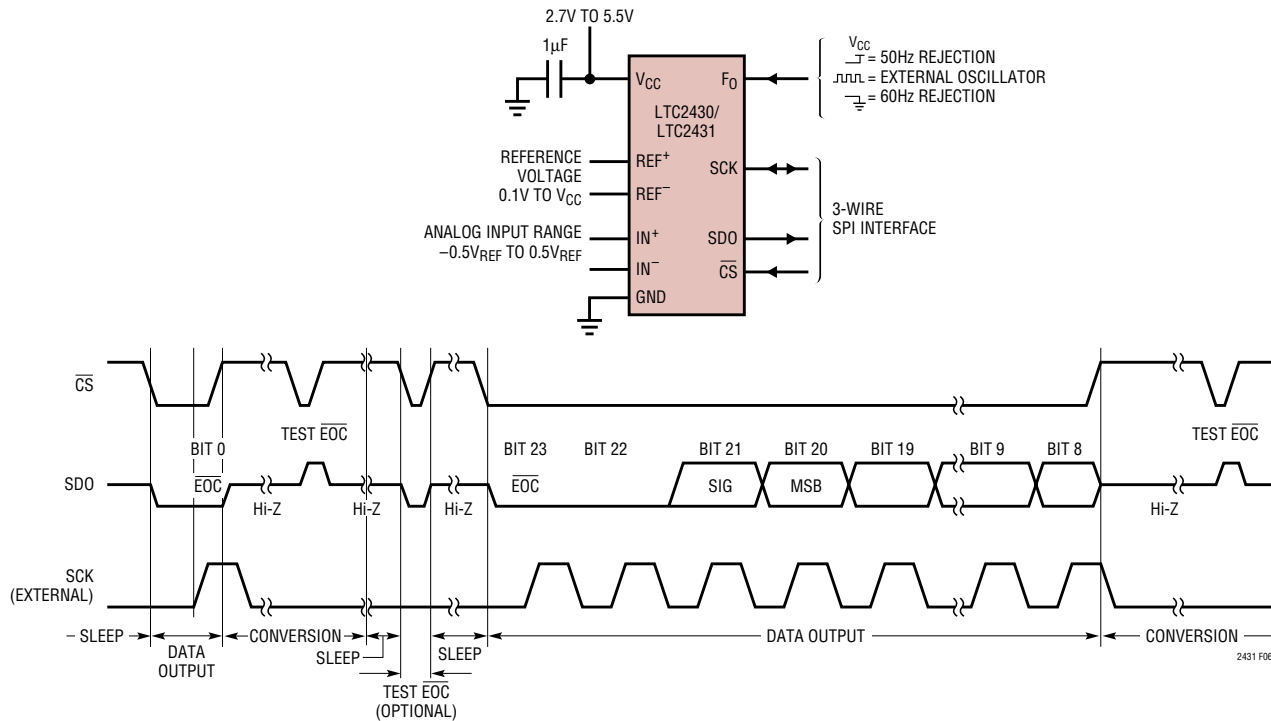 2.7V TO 5.5V
1µF
VCC
FO
LTC2430/
LTC2431
REFERENCE
VOLTAGE
0.1V TO VCC
REF+
REF−
SCK
ANALOG INPUT RANGE
−0.5VREF TO 0.5VREF
IN+
IN−
SDO
CS
GND
VCC
= 50Hz REJECTION
= EXTERNAL OSCILLATOR
= 60Hz REJECTION
3-WIRE
SPI INTERFACE
CS
TEST EOC
TEST EOC
BIT 0
BIT 23
BIT 22
BIT 21
BIT 20
BIT 19
BIT 9
BIT 8
SDO
EOC
EOC
SIG
MSB
Hi-Z
Hi-Z
Hi-Z
Hi-Z
SCK
(EXTERNAL)
SLEEP
DATA
OUTPUT
CONVERSION
SLEEP
SLEEP
TEST EOC
(OPTIONAL)
DATA OUTPUT
CONVERSION
2431 F06